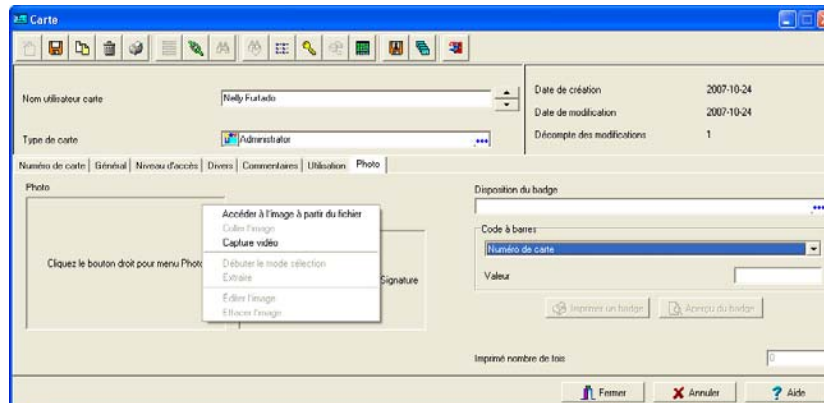 Carte
Nom utilisateur carte
Nelly Furtado
Date de création
2007-10-24
Date de modification
2007-10-24
Type de carte
Administrator
Décompte des modifications
1
Numéro de carte
Général
Niveau d'accès
Divers
Commentaires
Utilisation
Photo
Photo
Cliquez le bouton droit pour menu Photo
Accéder à l'image à partir du fichier
Coller l'image
Capture vidéo
Débuter le mode sélection
Extraire
Éditer l'image
Effacer l'image
Signature
Disposition du badge
Code à barres
Numéro de carte
Valeur
Imprimer un badge
Aperçu du badge
Imprimé nombre de fois
0
Fermer
Annuler
? Aide